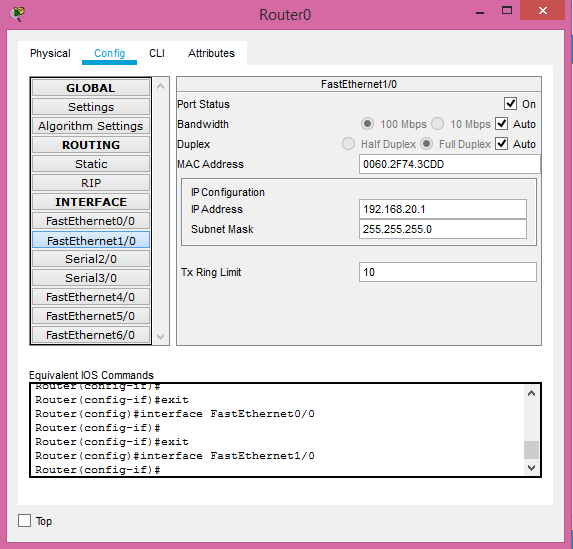 Router0
Physical Config CLI Attributes
GLOBAL
Settings
Algorithm Settings
ROUTING
Static
RIP
INTERFACE
FastEthernet0/0
FastEthernet1/0
Serial2/0
Serial3/0
FastEthernet4/0
FastEthernet5/0
FastEthernet6/0
FastEthernet1/0
Port Status On
Bandwidth 100 Mbps 10 Mbps Auto
Duplex Half Duplex Full Duplex Auto
MAC Address 0060.2F74.3CDD
IP Configuration
IP Address 192.168.20.1
Subnet Mask 255.255.255.0
Tx Ring Limit 10
Equivalent IOS Commands
Router(config-if)#
Router(config-if)#exit
Router(config)#interface FastEthernet0/0
Router(config-if)#
Router(config-if)#exit
Router(config)#interface FastEthernet1/0
Router(config-if)#
Top